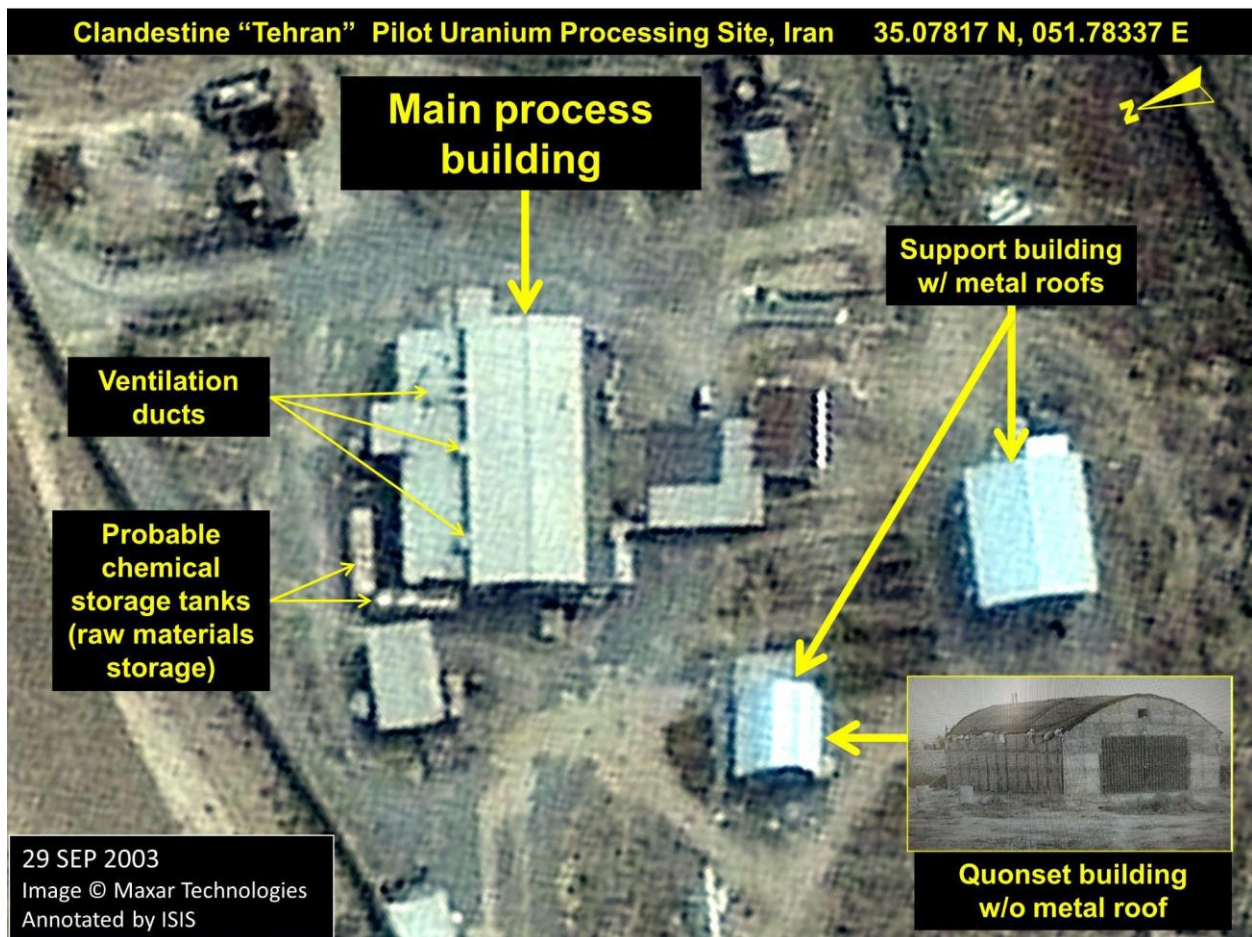 Clandestine “Tehran” Pilot Uranium Processing Site, Iran 35.07817 N, 051.78337 E
Main process
building
N
Support building
w/ metal roofs
Ventilation
ducts
Probable
chemical
storage tanks
(raw materials
storage)
29 SEP 2003
Image © Maxar Technologies
Annotated by ISIS
Quonset building
w/o metal roof